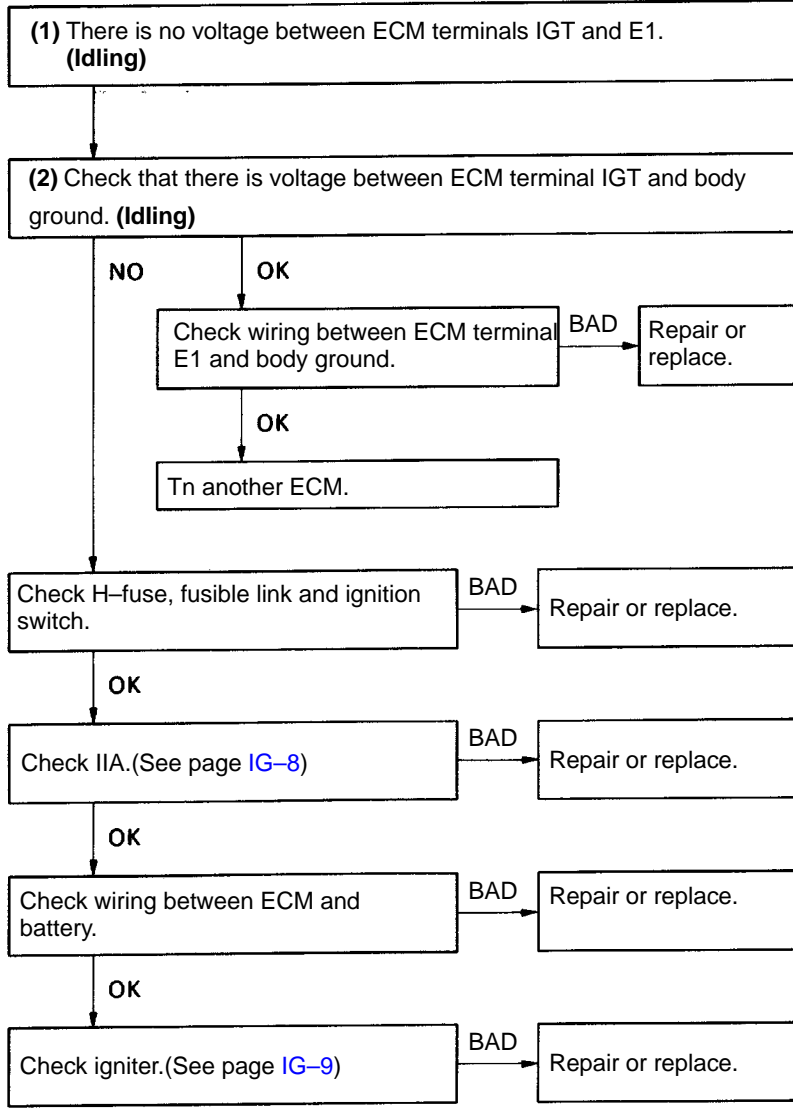 (1) There is no voltage between ECM terminals IGT and E1.
(Idling)
(2) Check that there is voltage between ECM terminal IGT and body
ground. (Idling)
NO
OK
Check wiring between ECM terminal
E1 and body ground.
BAD
Repair or
replace.
OK
Tn another ECM.
Check H–fuse, fusible link and ignition
switch.
BAD
Repair or replace.
OK
Check IIA.(See page IG–8)
BAD
Repair or replace.
OK
Check wiring between ECM and
battery.
BAD
Repair or replace.
OK
Check igniter.(See page IG–9)
BAD
Repair or replace.